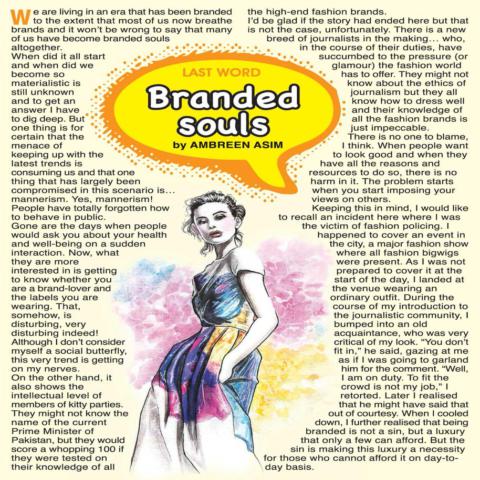 We are living in an era that has been branded
to the extent that most of us now breathe
brands and it won't be wrong to say that many
of us have become branded souls
altogether.
When did it all start
and when did we
become so
materialistic is
still unknown
and to get an
answer I have
to dig deep. But
one thing is for
certain that the
menace of
keeping up with the
latest trends is
consuming us and that one
thing that has largely been
compromised in this scenario is…
mannerism. Yes, mannerism!
People have totally forgotten how
to behave in public.
Gone are the days when people
would ask you about your health
and well-being on a sudden
interaction. Now, what
they are more
interested in is getting
to know whether you
are a brand-lover and
the labels you are
wearing. That,
somehow, is
disturbing, very
disturbing indeed!
Although I don't consider
myself a social butterfly,
this very trend is getting
on my nerves.
On the other hand, it
also shows the
intellectual level of
members of kitty parties.
They might not know the
name of the current
Prime Minister of
Pakistan, but they would
score a whopping 100 if
they were tested on
their knowledge of all
LAST WORD
Branded
souls
by AMBREEN ASIM
the high-end fashion brands.
I'd be glad if the story had ended here but that
is not the case, unfortunately. There is a new
breed of journalists in the making… who,
in the course of their duties, have
succumbed to the pressure (or
glamour) the fashion world
has to offer. They might not
know about the ethics of
journalism but they all
know how to dress well
and their knowledge of
all the fashion brands is
just impeccable.
There is no one to blame,
I think. When people want
to look good and when they
have all the reasons and
resources to do so, there is no
harm in it. The problem starts
when you start imposing your
views on others.
Keeping this in mind, I would like
to recall an incident here where I was
the victim of fashion policing. I
happened to cover an event in
the city, a major fashion show
where all fashion bigwigs
were present. As I was not
prepared to cover it at the
start of the day, I landed at
the venue wearing an
ordinary outfit. During the
course of my introduction to
the journalistic community, I
bumped into an old
acquaintance, who was very
critical of my look. "You don't
fit in," he said, gazing at me
as if I was going to garland
him for the comment. "Well,
I am on duty. To fit the
crowd is not my job," I
retorted. Later I realised
that he might have said that
out of courtesy. When I cooled
down, I further realised that being
branded is not a sin, but a luxury
that only a few can afford. But the
sin is making this luxury a necessity
for those who cannot afford it on day-to-
day basis.